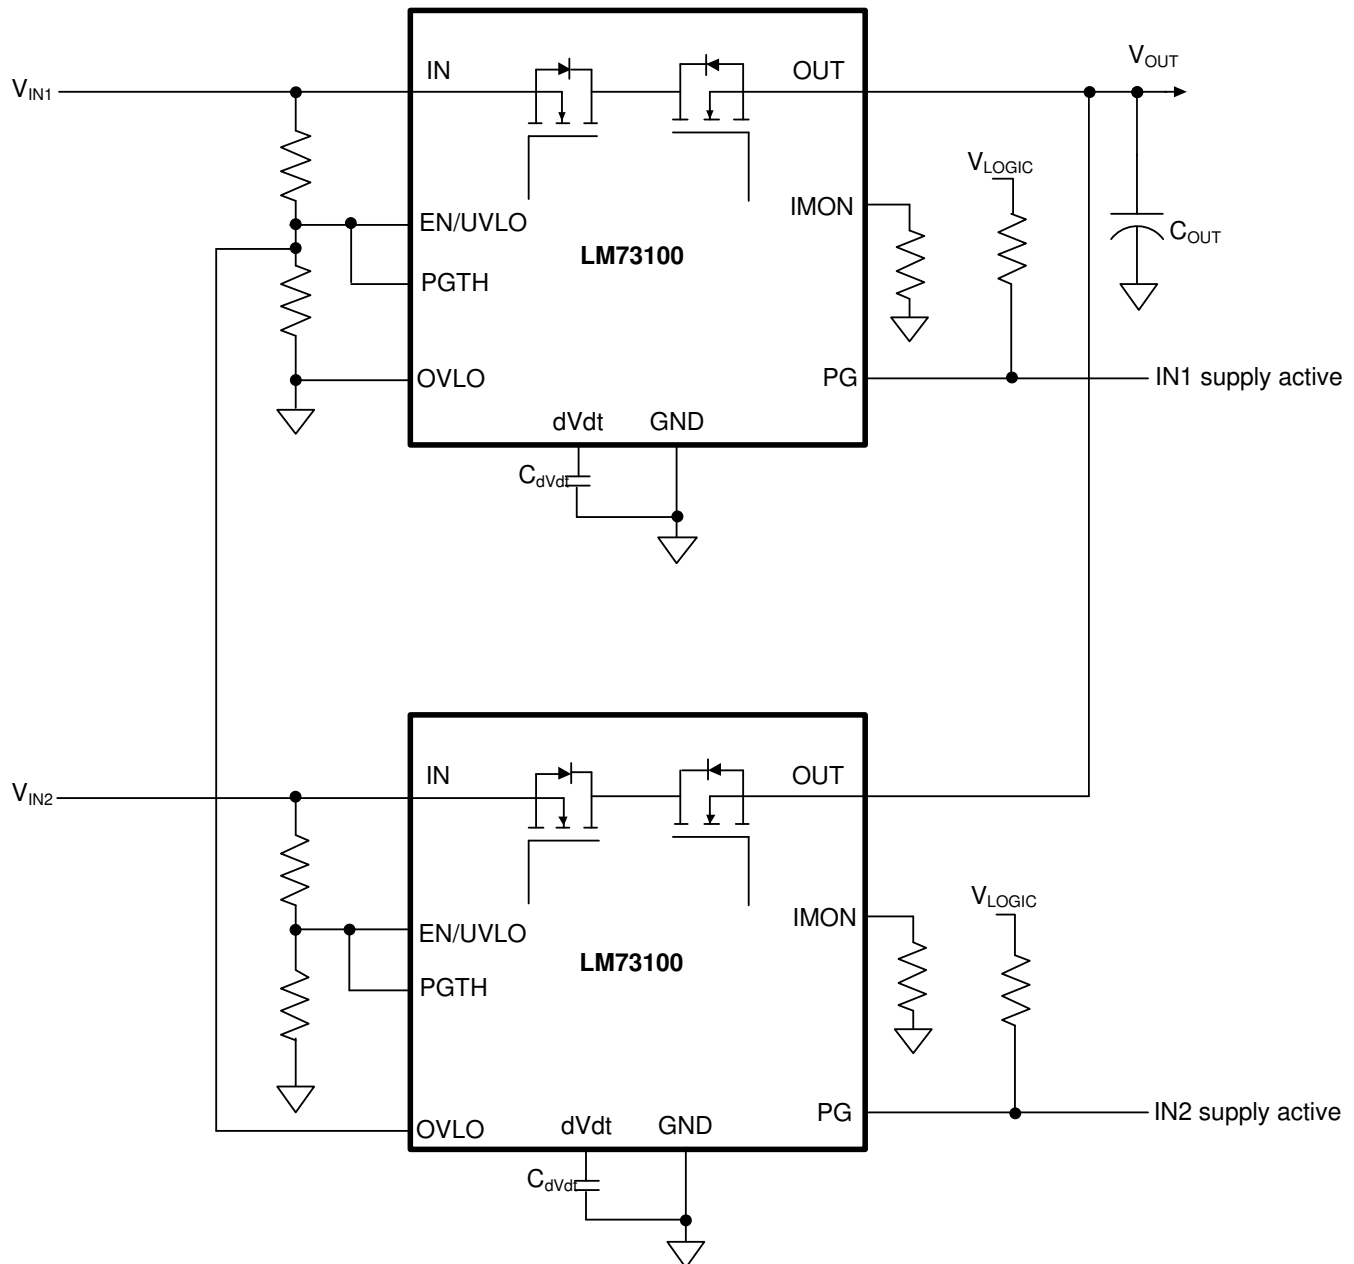 V_OUT
IN
OUT
V_IN1
V_LOGIC
IMON
EN/UVLO
C_OUT
LM73100
PGTH
PG
IN1 supply active
OVLO
dVdt
GND
C_dVdt
IN
OUT
V_IN2
V_LOGIC
IMON
EN/UVLO
LM73100
PGTH
PG
IN2 supply active
OVLO
dVdt
GND
C_dVdt